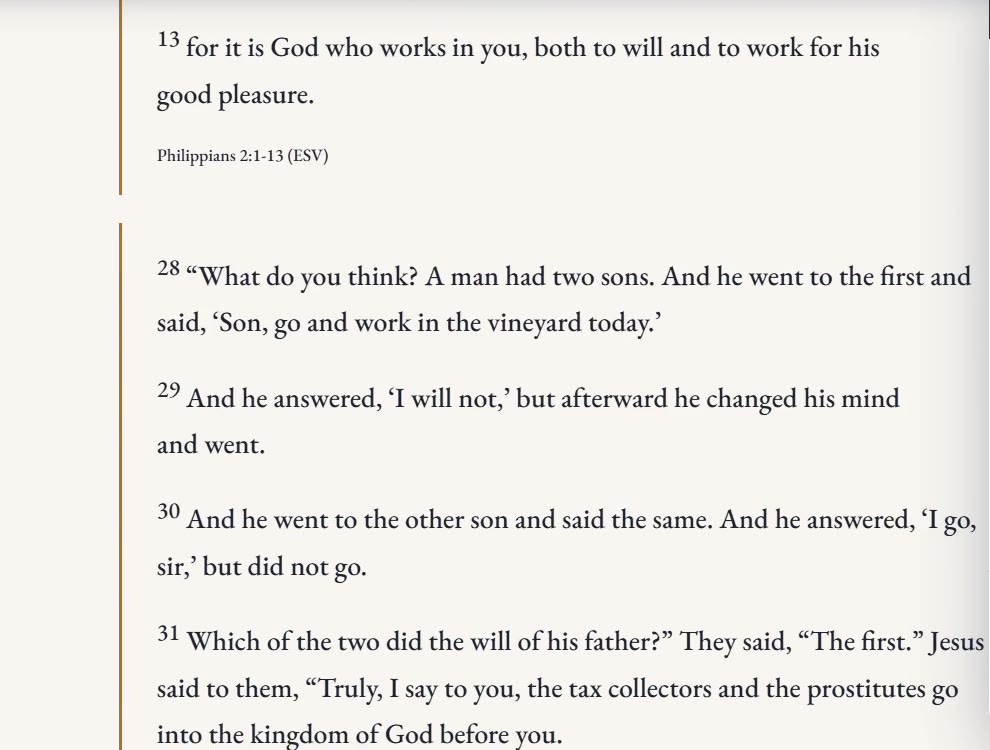 13 for it is God who works in you, both to will and to work for his
good pleasure.
Philippians 2:1-13 (ESV)
28 “What do you think? A man had two sons. And he went to the first and
said, ‘Son, go and work in the vineyard today.’
29 And he answered, ‘I will not,’ but afterward he changed his mind
and went.
30 And he went to the other son and said the same. And he answered, ‘I go,
sir,’ but did not go.
31 Which of the two did the will of his father?” They said, “The first.” Jesus
said to them, “Truly, I say to you, the tax collectors and the prostitutes go
into the kingdom of God before you.